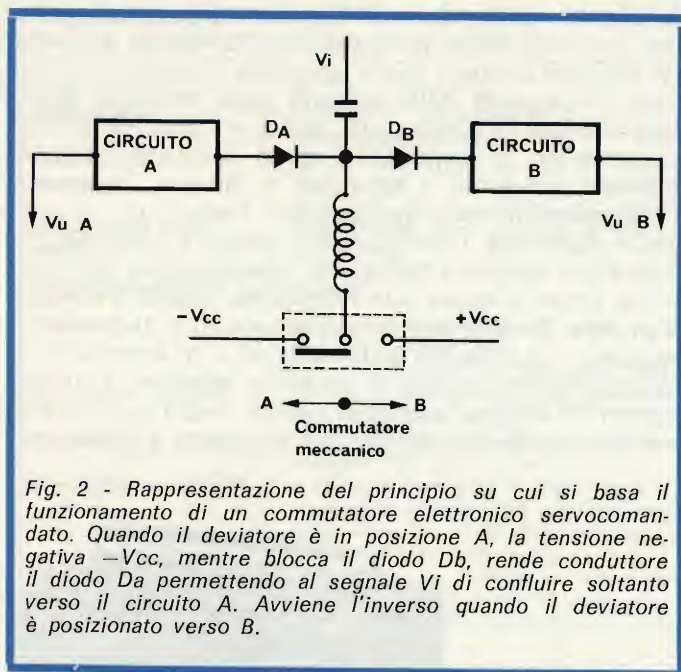 Vi
DA
DB
CIRCUITO
A
CIRCUITO
B
Vu A
Vu B
−Vcc
+Vcc
A
B
Commutatore
meccanico
Fig. 2 - Rappresentazione del principio su cui si basa il
funzionamento di un commutatore elettronico servocoman-
dato. Quando il deviatore è in posizione A, la tensione ne-
gativa —Vcc, mentre blocca il diodo Db, rende conduttore
il diodo Da permettendo al segnale Vi di confluire soltanto
verso il circuito A. Avviene l'inverso quando il deviatore
è posizionato verso B.